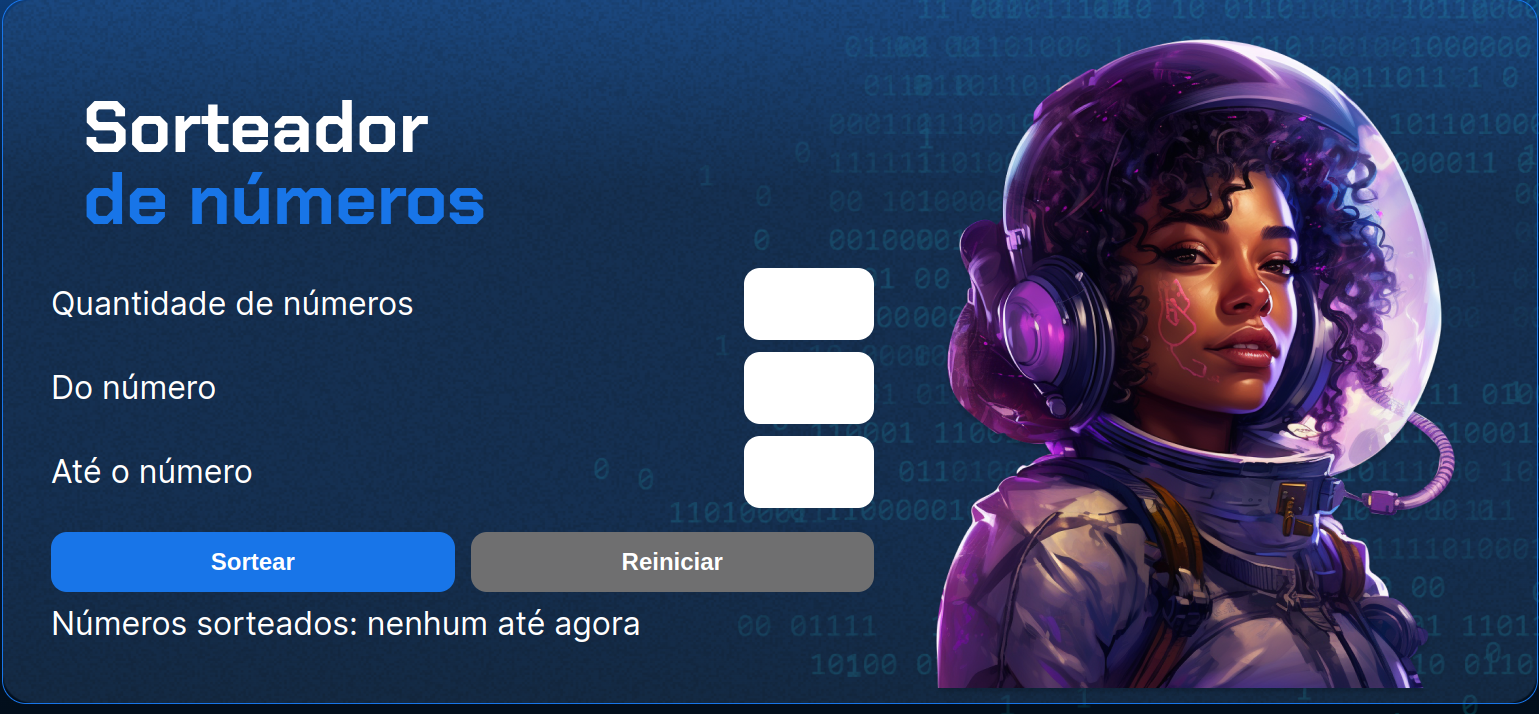 Sorteador
de números
Quantidade de números
Do número
Até o número
Sortear
Reiniciar
Números sorteados: nenhum até agora